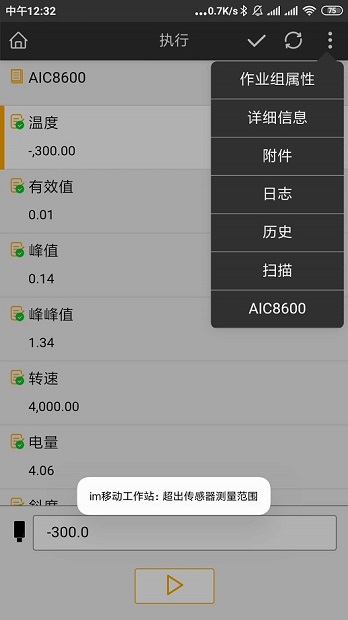 中午12:32
...0.7K/s
75
执行
AIC8600
作业组属性
详细信息
附件
日志
历史
扫描
AIC8600
温度
-,300.00
有效值
0.01
峰值
0.14
峰峰值
1.34
转速
4,000.00
电量
4.06
斜度
im移动工作站：超出传感器测量范围
-300.0